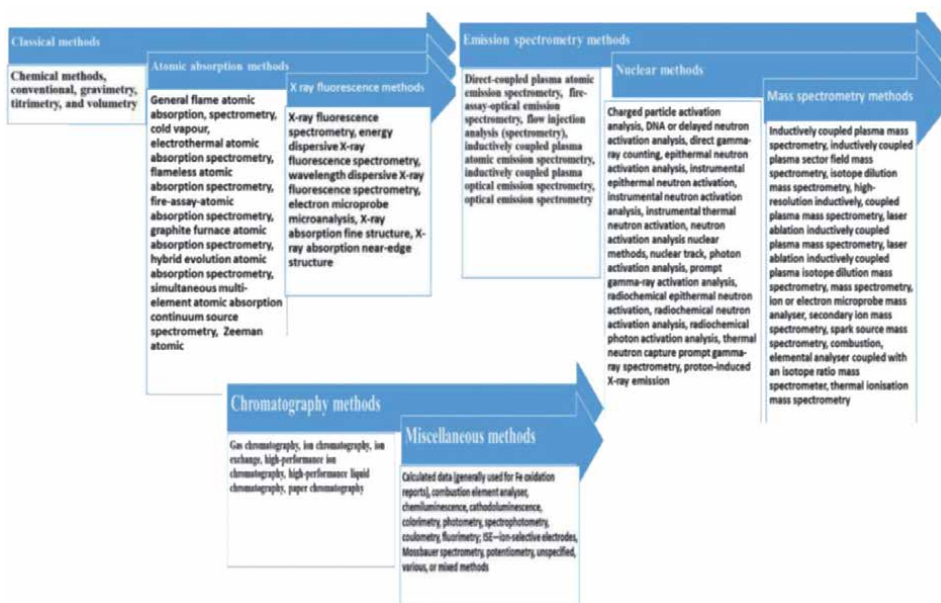 Classical methods
Chemical methods,
conventional, gravimetry,
titrimetry, and volumetry
Atomic absorption methods
General flame atomic
absorption, spectrometry,
cold vapour,
electrothermal atomic
absorption spectrometry,
flameless atomic
absorption spectrometry,
fire-assay-atomic
absorption spectrometry,
graphite furnace atomic
absorption spectrometry,
hybrid evolution atomic
absorption spectrometry,
simultaneous multi-
element atomic absorption
continuum source
spectrometry, Zeeman
atomic
X ray fluorescence methods
X-ray fluorescence
spectrometry, energy
dispersive X-ray
fluorescence spectrometry,
wavelength dispersive X-ray
fluorescence spectrometry,
electron microprobe
microanalysis, X-ray
absorption fine structure, X-
ray absorption near-edge
structure
Emission spectrometry methods
Direct-coupled plasma atomic
emission spectrometry, fire-
assay-optical emission
spectrometry, flow injection
analysis (spectrometry),
inductively coupled plasma
atomic emission spectrometry,
inductively coupled plasma
optical emission spectrometry,
optical emission spectrometry
Nuclear methods
Charged particle activation
analysis, DNA or delayed neutron
activation analysis, direct gamma-
ray counting, epithermal neutron
activation analysis, instrumental
epithermal neutron activation,
instrumental neutron activation
analysis, instrumental thermal
neutron activation, neutron
activation analysis nuclear
methods, nuclear track, photon
activation analysis, prompt
gamma-ray activation analysis,
radiochemical epithermal neutron
activation, radiochemical neutron
activation analysis, radiochemical
photon activation analysis, thermal
neutron capture prompt gamma-
ray spectrometry, proton-induced
X-ray emission
Mass spectrometry methods
Inductively coupled plasma mass
spectrometry, inductively coupled
plasma sector field mass
spectrometry, isotope dilution
mass spectrometry, high-
resolution inductively, coupled
plasma mass spectrometry, laser
ablation inductively coupled
plasma mass spectrometry, laser
ablation inductively coupled
plasma isotope dilution mass
spectrometry, mass spectrometry,
ion or electron microprobe mass
analyser, secondary ion mass
spectrometry, spark source mass
spectrometry, combustion,
elemental analyser coupled with
an isotope ratio mass
spectrometer, thermal ionisation
mass spectrometry
Chromatography methods
Gas chromatography, ion chromatography, ion
exchange, high-performance ion
chromatography, high-performance liquid
chromatography, paper chromatography
Miscellaneous methods
Calculated data (generally used for Fe oxidation
reports), combustion element analyser,
chemiluminescence, cathodoluminescence,
colorimetry, photometry, spectrophotometry,
coulometry, fluorimetry; ISE—ion-selective electrodes,
Mossbauer spectrometry, potentiometry, unspecified,
various, or mixed methods